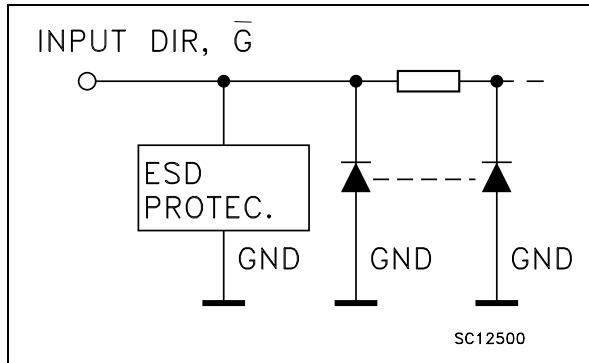 INPUT DIR, G̅
ESD
PROTEC.
GND
GND
GND
SC12500